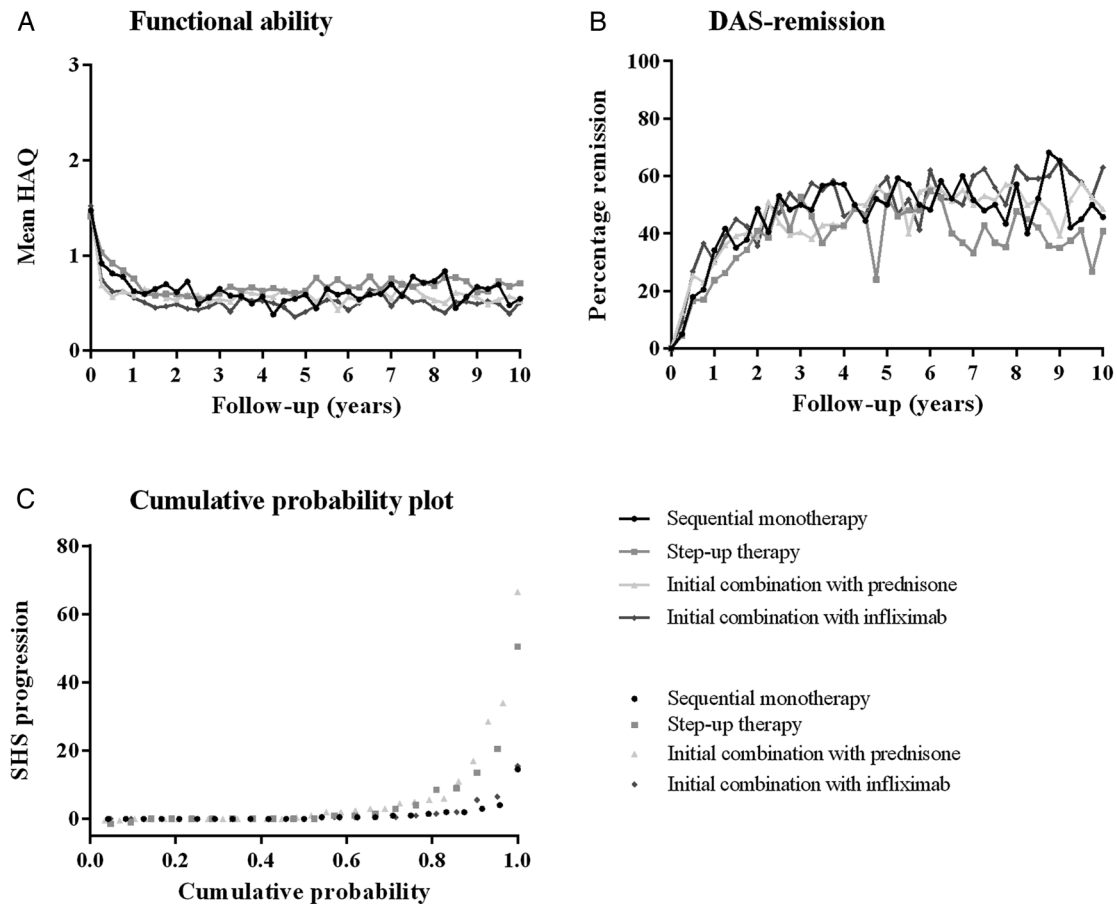 A Functional ability
3
2
1
0
Mean HAQ
0 1 2 3 4 5 6 7 8 9 10
Follow-up (years)
B DAS-remission
100
80
60
40
20
0
Percentage remission
0 1 2 3 4 5 6 7 8 9 10
Follow-up (years)
C Cumulative probability plot
80
60
40
20
0
SHS progression
0.0 0.2 0.4 0.6 0.8 1.0
Cumulative probability
Sequential monotherapy
Step-up therapy
Initial combination with prednisone
Initial combination with infliximab
Sequential monotherapy
Step-up therapy
Initial combination with prednisone
Initial combination with infliximab